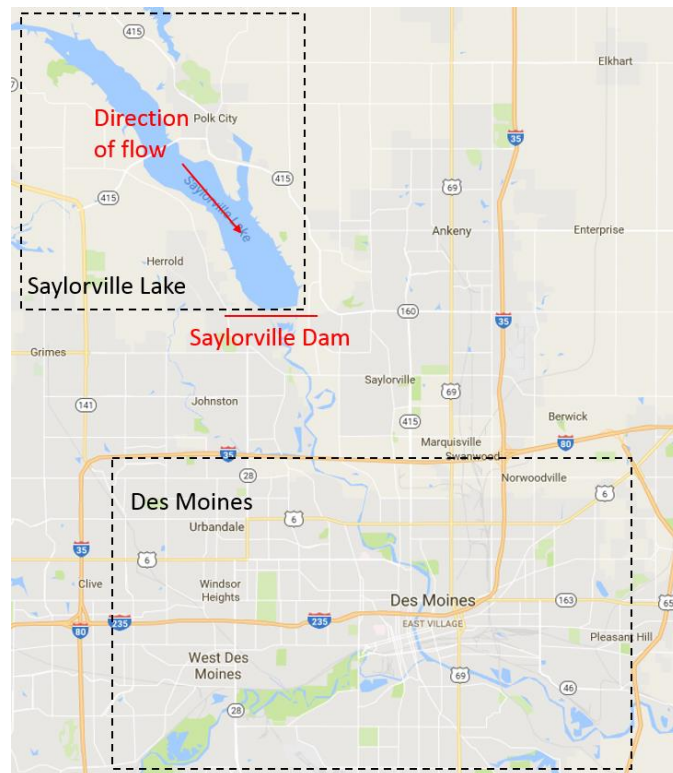 415
Elkhart
Direction
of flow
Polk City
35
69
415
415
Saylorville Lake
Ankeny
Enterprise
Herrold
Saylorville Lake
160
35
Saylorville Dam
Grimes
Saylorville
69
141
Johnston
415
Berwick
Marquisville
80
35
Swanwood
28
Norwoodville
Des Moines
6
Urbandale
6
35
6
Clive
Windsor
Heights
Des Moines
163
65
235
235
EAST VILLAGE
80
Pleasant Hill
West Des
Moines
69
46
28